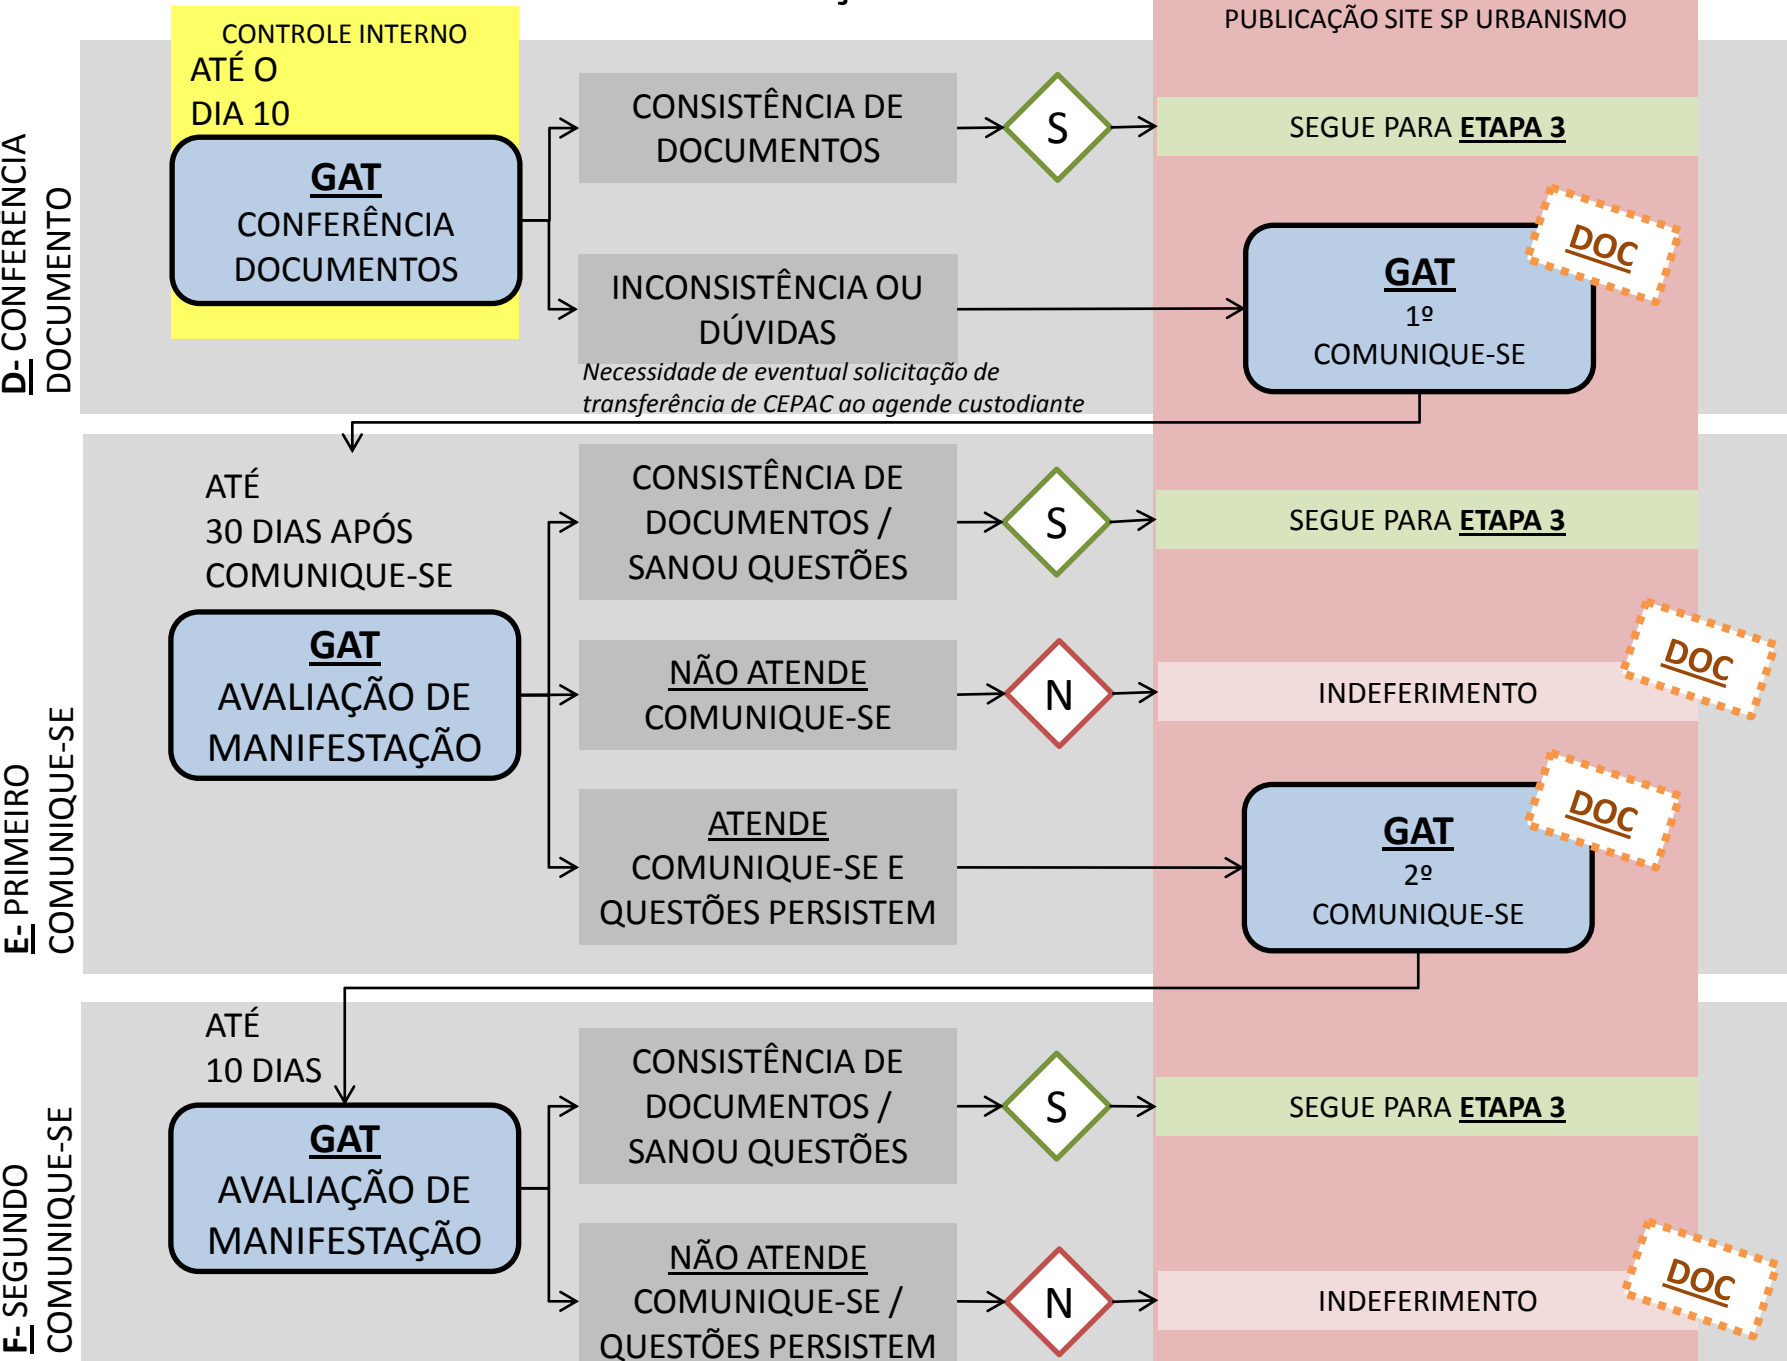 CONTROLE INTERNO
PUBLICAÇÃO SITE SP URBANISMO
D- CONFERÊNCIA
DOCUMENTO
ATÉ O
DIA 10
GAT
CONFERÊNCIA
DOCUMENTOS
CONSISTÊNCIA DE
DOCUMENTOS
S
SEGUE PARA ETAPA 3
INCONSISTÊNCIA OU
DÚVIDAS
Necessidade de eventual solicitação de
transferência de CEPAC ao agende custodiante
GAT
1º
COMUNIQUE-SE
DOC
E- PRIMEIRO
COMUNIQUE-SE
ATÉ
30 DIAS APÓS
COMUNIQUE-SE
GAT
AVALIAÇÃO DE
MANIFESTAÇÃO
CONSISTÊNCIA DE
DOCUMENTOS /
SANOU QUESTÕES
S
SEGUE PARA ETAPA 3
NÃO ATENDE
COMUNIQUE-SE
N
INDEFERIMENTO
DOC
ATENDE
COMUNIQUE-SE E
QUESTÕES PERSISTEM
GAT
2º
COMUNIQUE-SE
DOC
F- SEGUNDO
COMUNIQUE-SE
ATÉ
10 DIAS
GAT
AVALIAÇÃO DE
MANIFESTAÇÃO
CONSISTÊNCIA DE
DOCUMENTOS /
SANOU QUESTÕES
S
SEGUE PARA ETAPA 3
NÃO ATENDE
COMUNIQUE-SE /
QUESTÕES PERSISTEM
N
INDEFERIMENTO
DOC